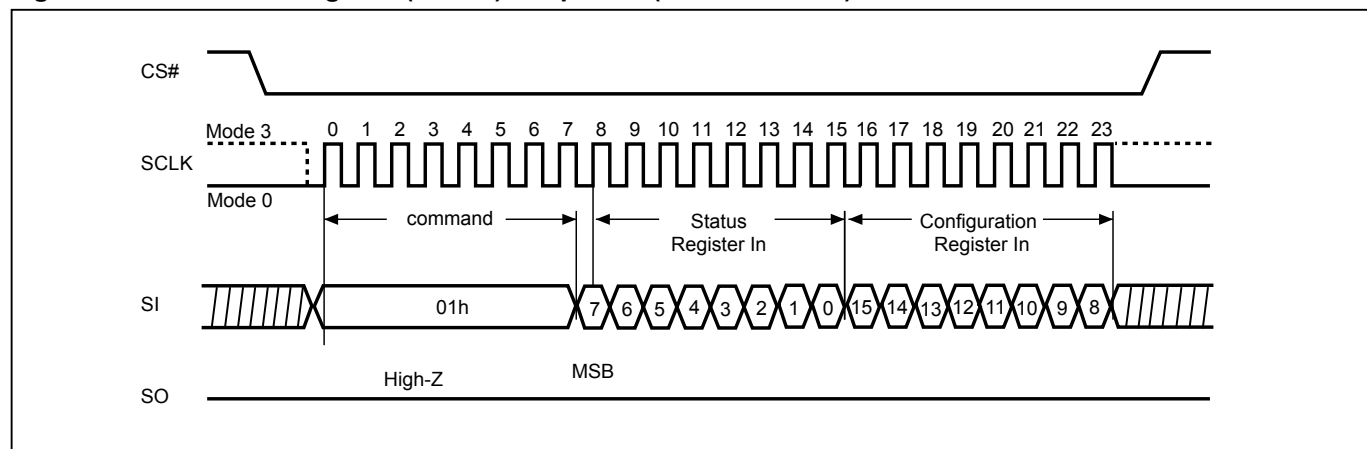 CS#
Mode 3
0 1 2 3 4 5 6 7 8 9 10 11 12 13 14 15 16 17 18 19 20 21 22 23
SCLK
Mode 0
command
Status
Register In
Configuration
Register In
SI
01h
7 6 5 4 3 2 1 0 15 14 13 12 11 10 9 8
High-Z
MSB
SO